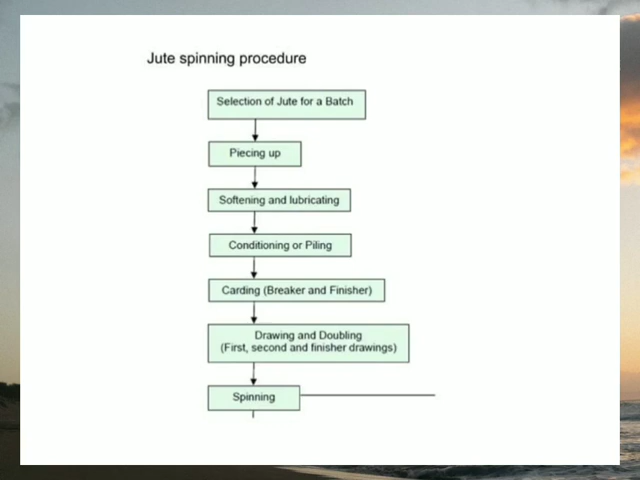 Jute spinning procedure
Selection of Jute for a Batch
Piecing up
Softening and lubricating
Conditioning or Piling
Carding (Breaker and Finisher)
Drawing and Doubling
(First, second and finisher drawings)
Spinning